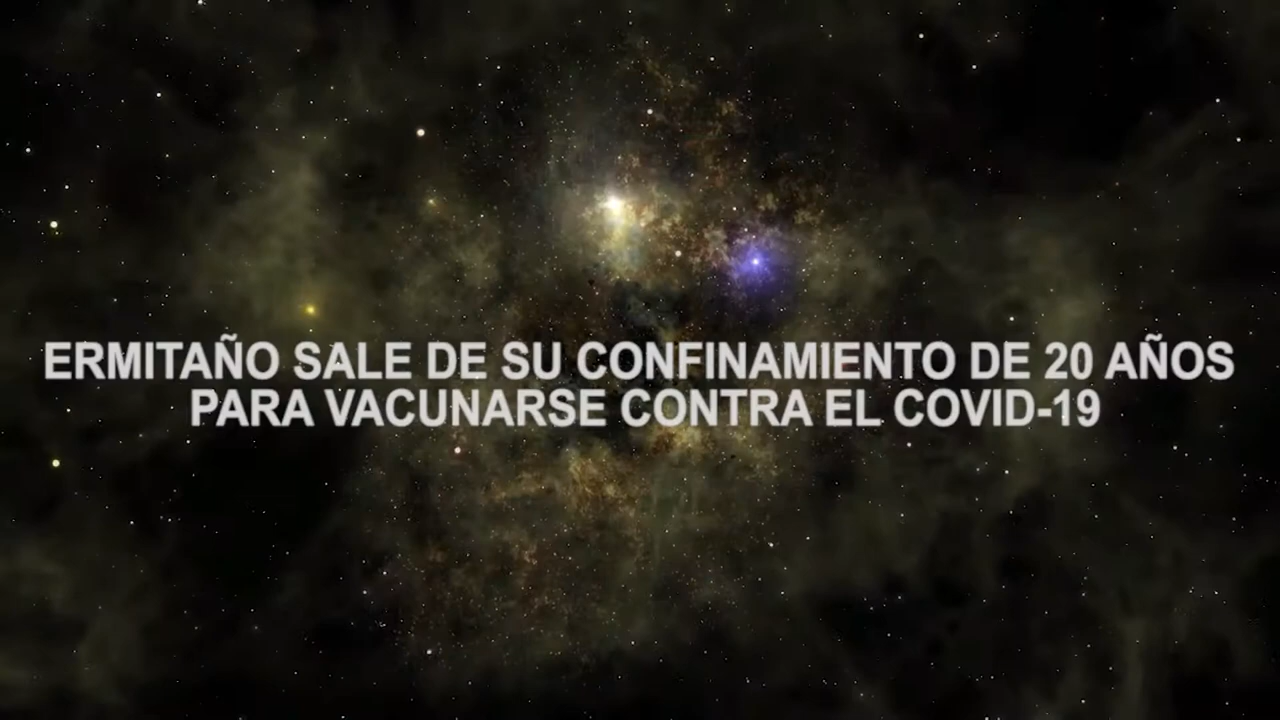 ERMITAÑO SALE DE SU CONFINAMIENTO DE 20 AÑOS
PARA VACUNARSE CONTRA EL COVID-19